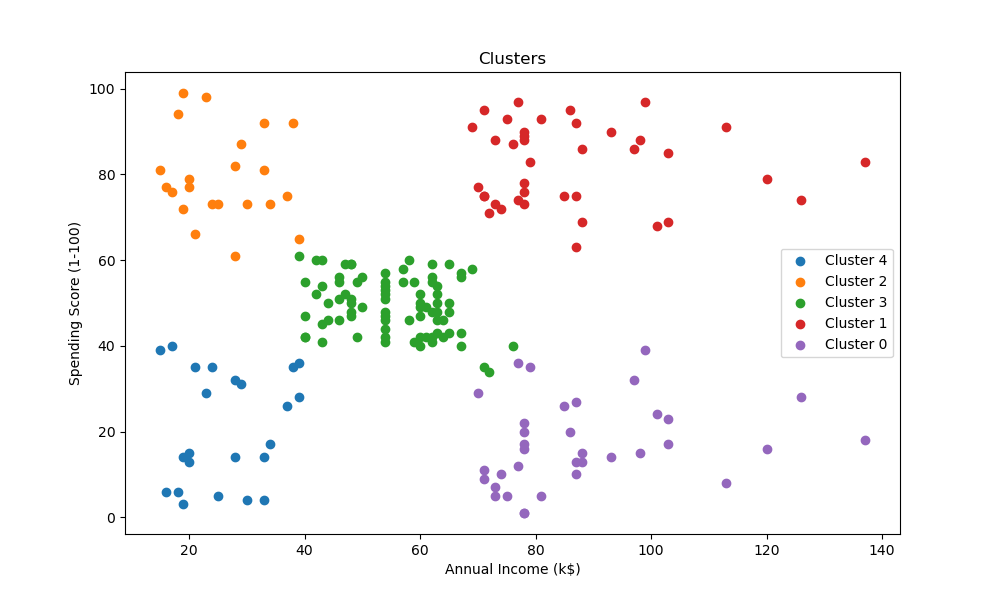 Clusters
100
80
60
40
20
0
Spending Score (1-100)
Cluster 4
Cluster 2
Cluster 3
Cluster 1
Cluster 0
20 40 60 80 100 120 140
Annual Income (k$)